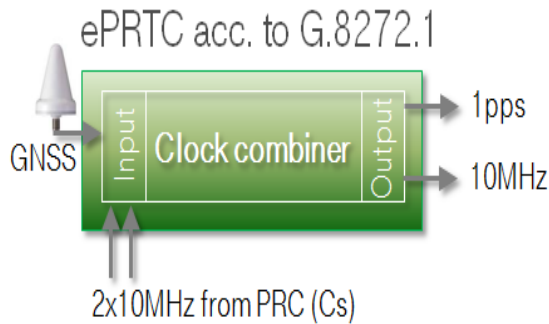 ePRTC acc. to G.8272.1
GNSS
Input
Clock combiner
Output
1pps
10MHz
2x10MHz from PRC (Cs)